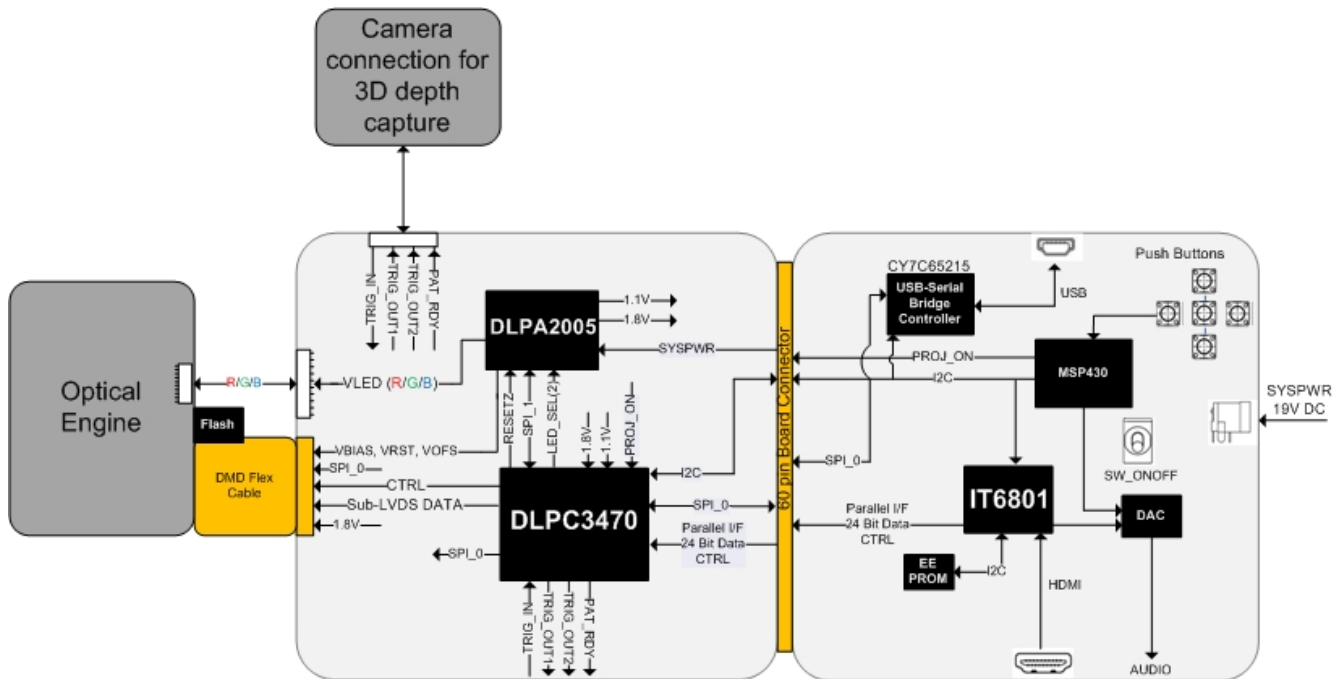 Camera
connection for
3D depth
capture
TRIG_IN
TRIG_OUT1
TRIG_OUT2
PAT_RDY
Optical
Engine
R/G/B
Flash
DMD Flex
Cable
VLED (R/G/B)
VBIAS, VRST, VOFS
SPI_0
CTRL
Sub-LVDS DATA
1.8V
DLPA2005
1.1V
1.8V
SYSPWR
RESETZ
SPI_1
LED_SEL(2)
1.8V
1.1V
PROJ_ON
DLPC3470
I2C
SPI_0
Parallel I/F
24 Bit Data
CTRL
SPI_0
TRIG_IN
TRIG_OUT1
TRIG_OUT2
PAT_RDY
60 pin Board Connector
CY7C65215
USB-Serial
Bridge
Controller
USB
Push Buttons
PROJ_ON
I2C
MSP430
SPI_0
SYSPWR
19V DC
SW_ONOFF
IT6801
Parallel I/F
24 Bit Data
CTRL
DAC
EE
PROM
I2C
HDMI
AUDIO